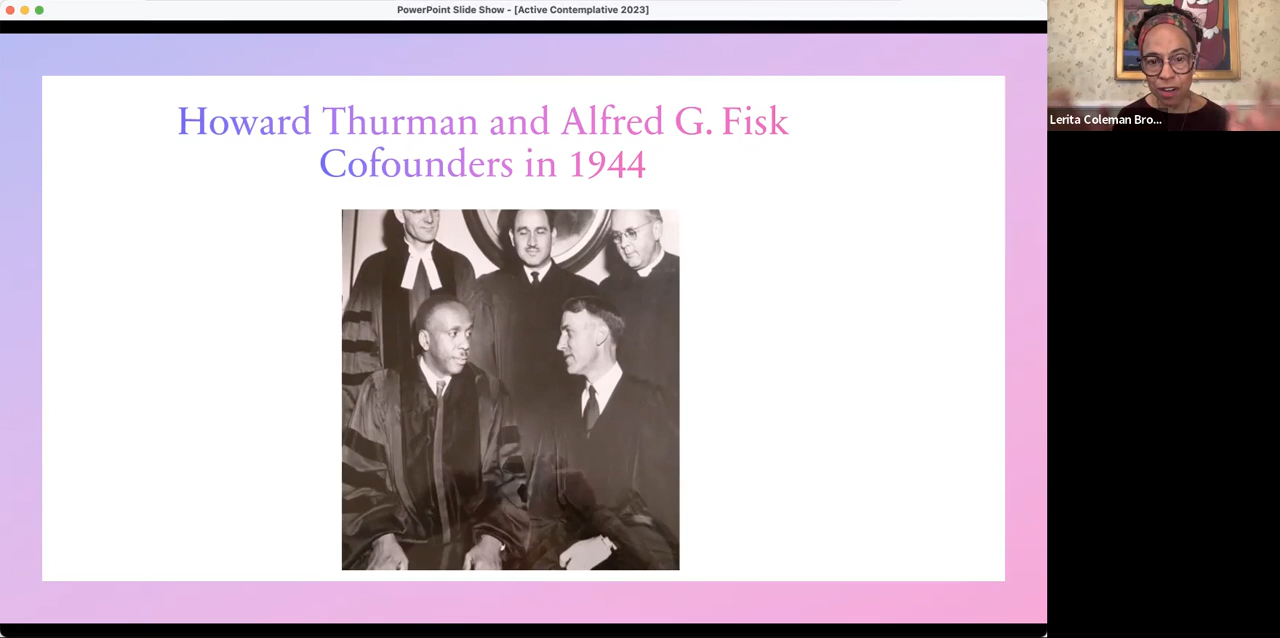 PowerPoint Slide Show - [Active Contemplative 2023]
Howard Thurman and Alfred G. Fisk
Cofounders in 1944
Lerita Coleman Bro...